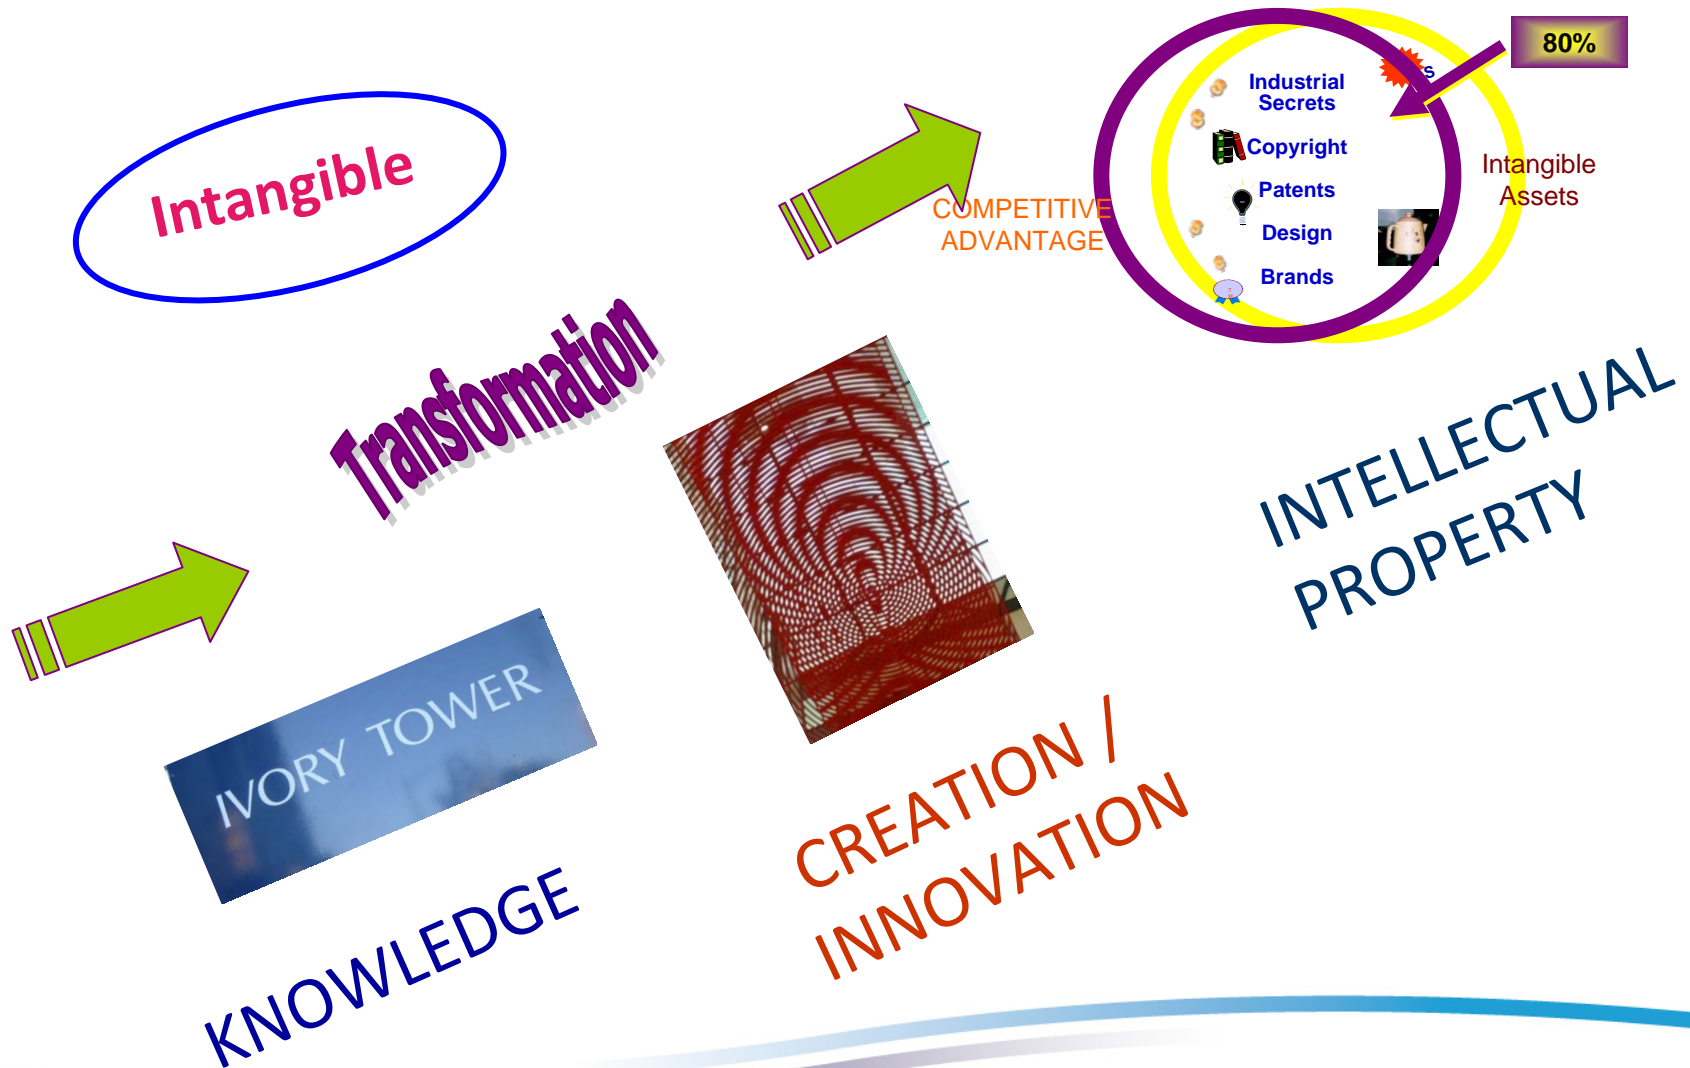 80%
Industrial
Secrets
Copyright
Patents
Design
Brands
Intangible
Assets
Intangible
COMPETITIVE
ADVANTAGE
Transformation
INTELLECTUAL
PROPERTY
IVORY TOWER
CREATION /
INNOVATION
KNOWLEDGE